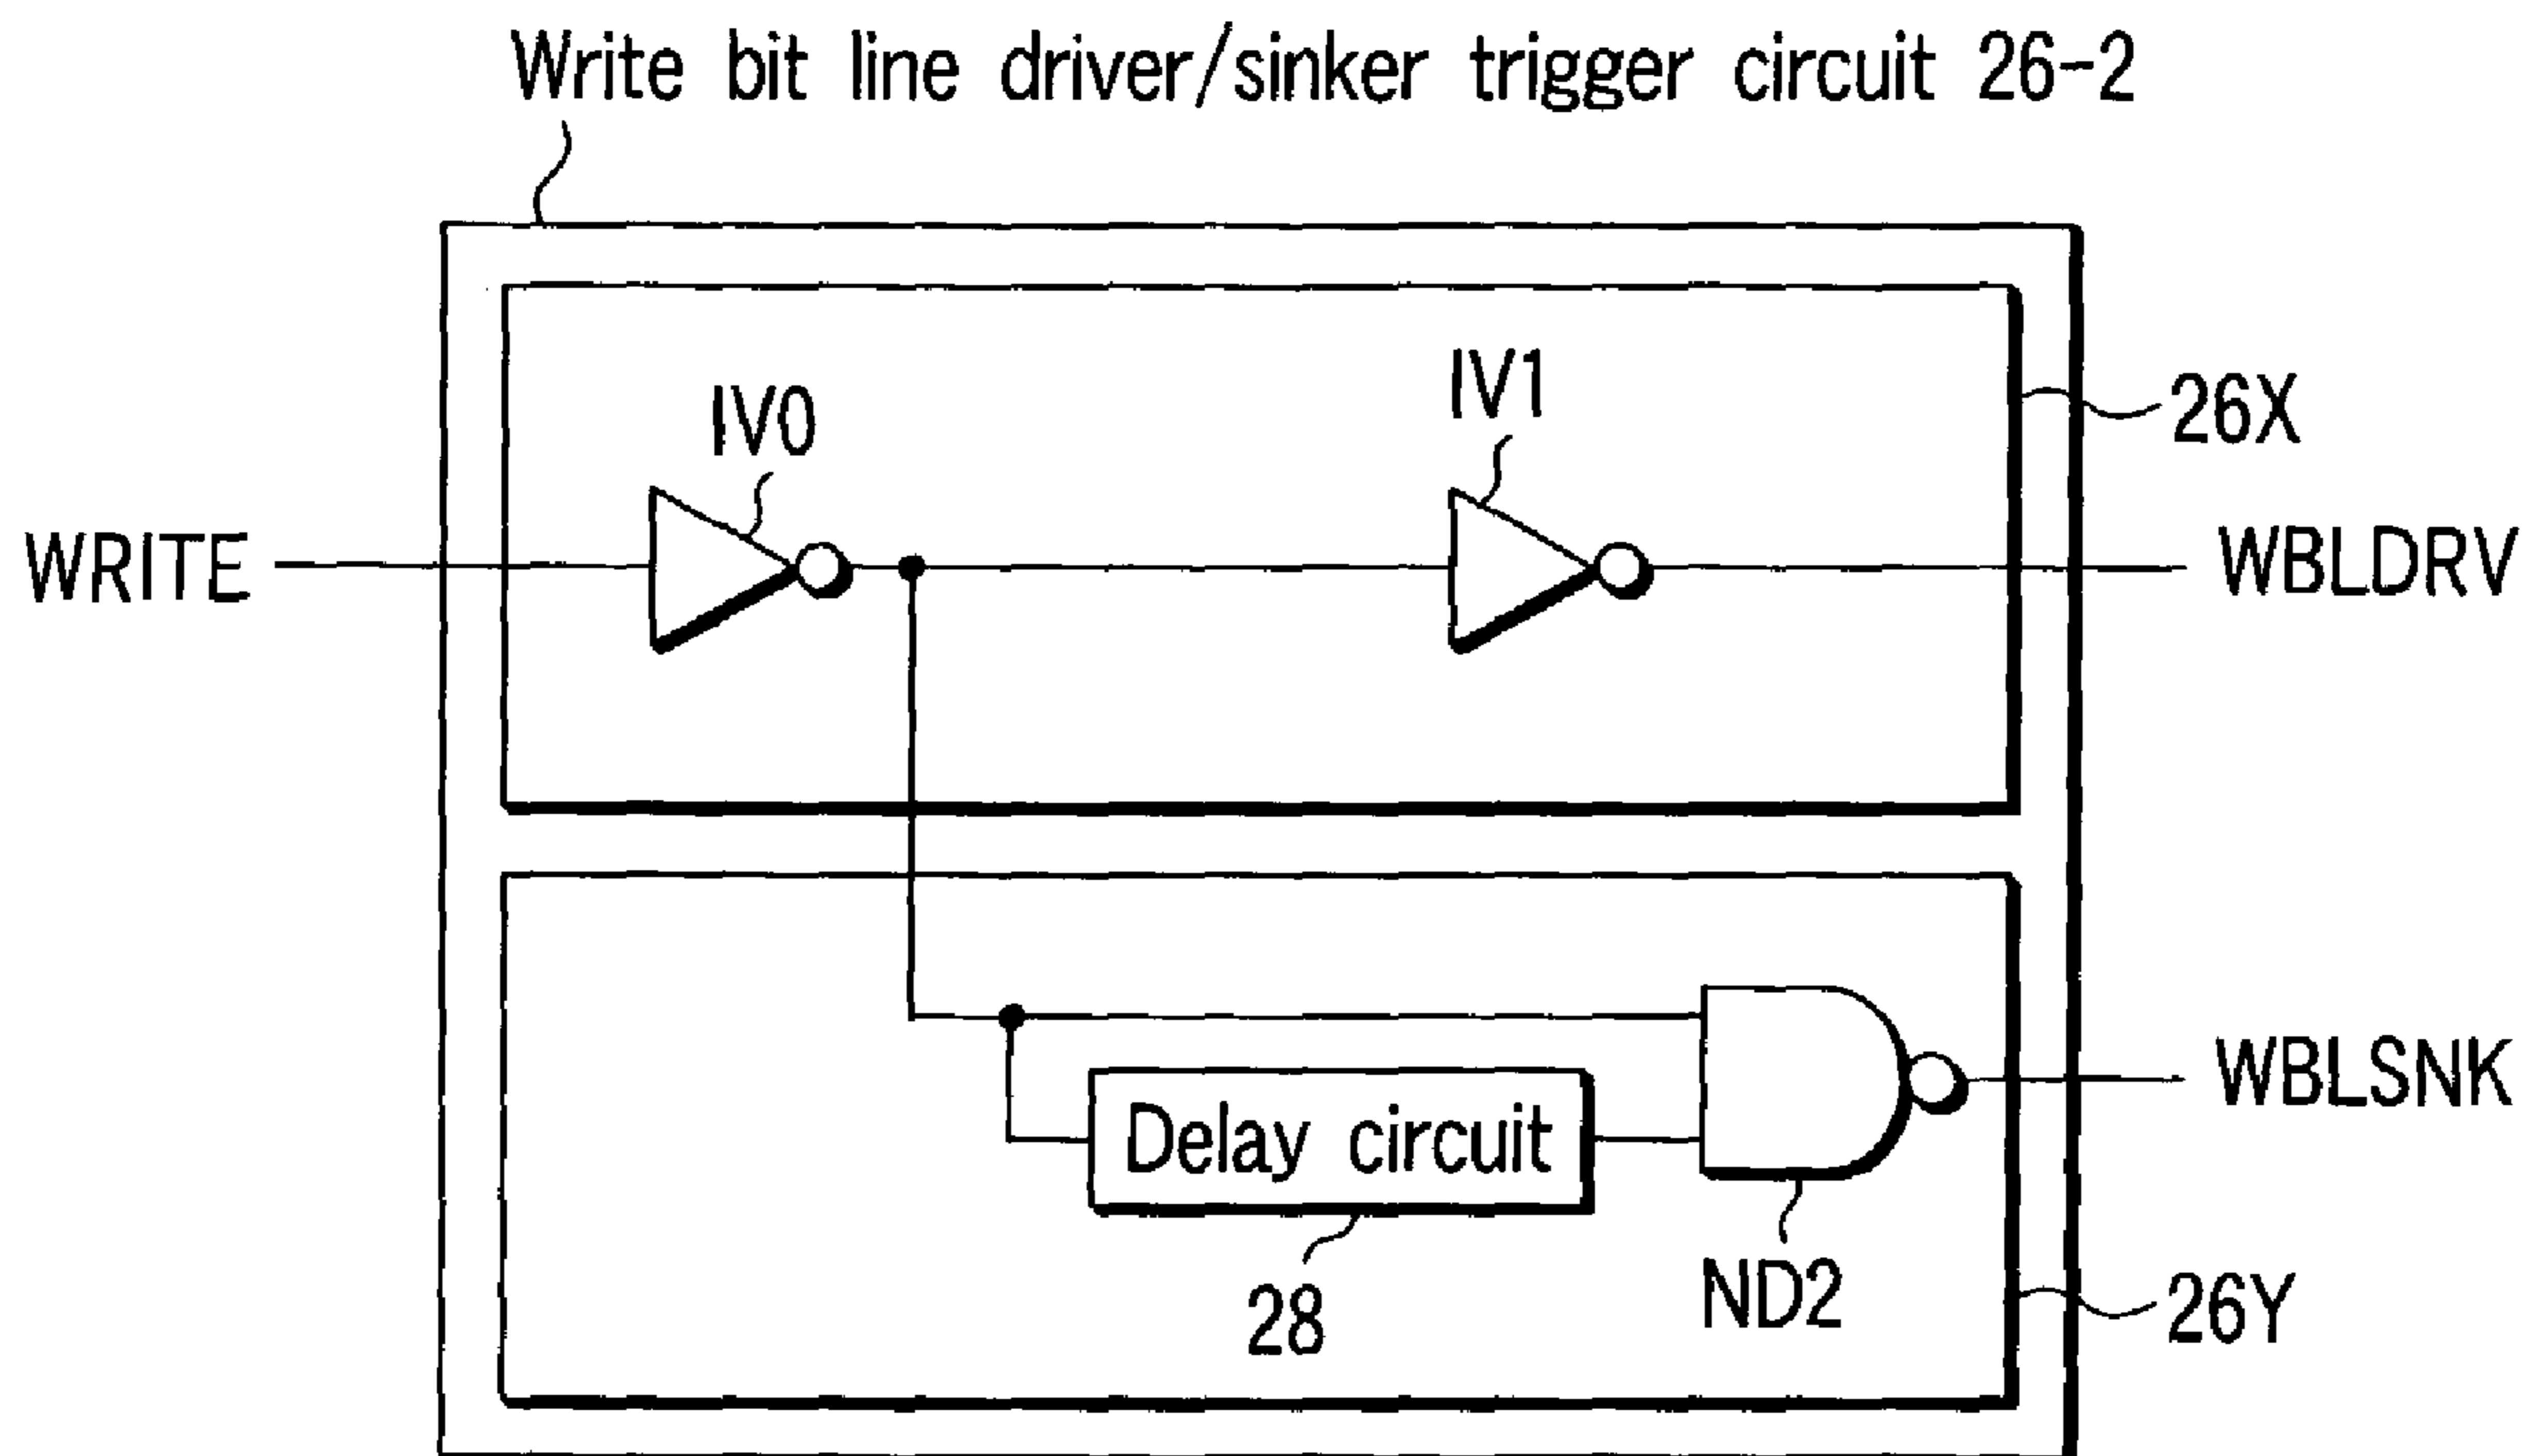 Write bit line driver/sinker trigger circuit 26-2
IV0
IV1
26X
WRITE
WBLDRV
WBLSNK
Delay circuit
28
ND2
26Y